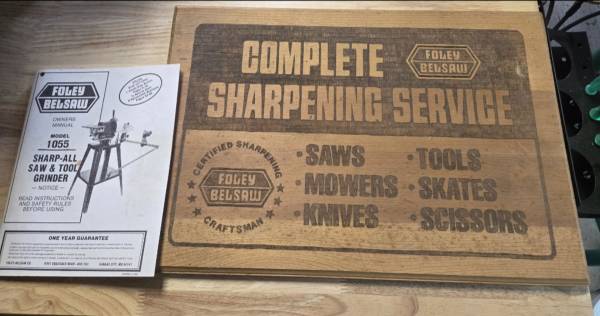 FOLEY
BELSAW
OWNERS
MANUAL
MODEL
1055
SHARP-ALL
SAW & TOOL
GRINDER
— NOTICE —
READ INSTRUCTIONS
AND SAFETY RULES
BEFORE USING
ONE YEAR GUARANTEE
COMPLETE
FOLEY
BELSAW
SHARPENING SERVICE
CERTIFIED SHARPENING
FOLEY
BELSAW
CRAFTSMAN
• SAWS
• MOWERS
• KNIVES
• TOOLS
• SKATES
• SCISSORS